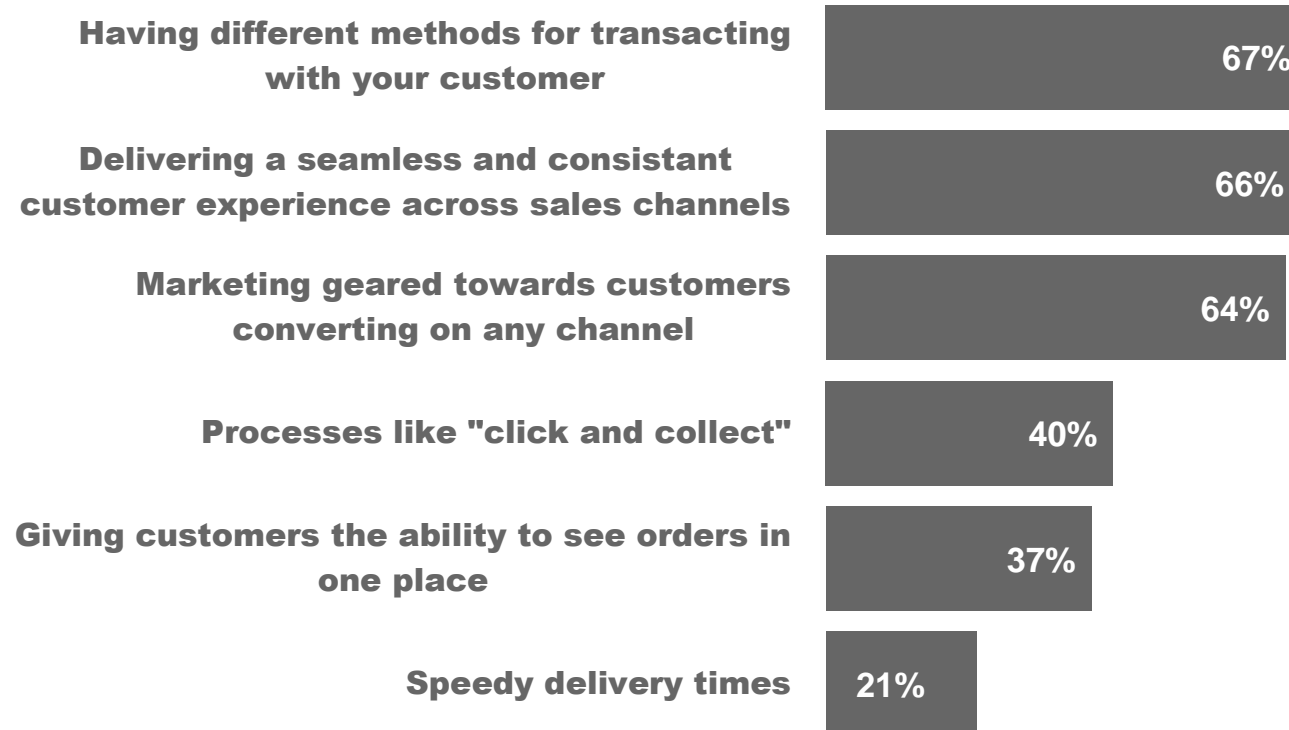 Having different methods for transacting
with your customer
67%
Delivering a seamless and consistant
customer experience across sales channels
66%
Marketing geared towards customers
converting on any channel
64%
Processes like "click and collect"
40%
Giving customers the ability to see orders in
one place
37%
Speedy delivery times
21%